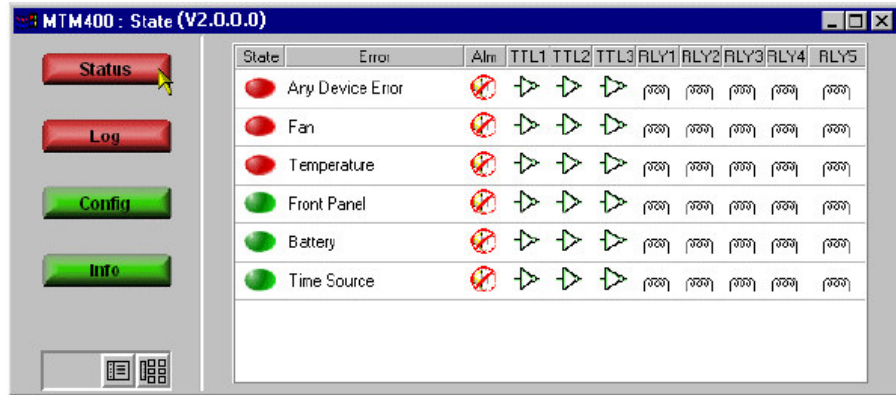 MTM400 : State (V2.0.0.0)
Status
Log
Config
Info
State Error Alm TTL1 TTL2 TTL3 RLY1 RLY2 RLY3 RLY4 RLY5
Any Device Error
Fan
Temperature
Front Panel
Battery
Time Source